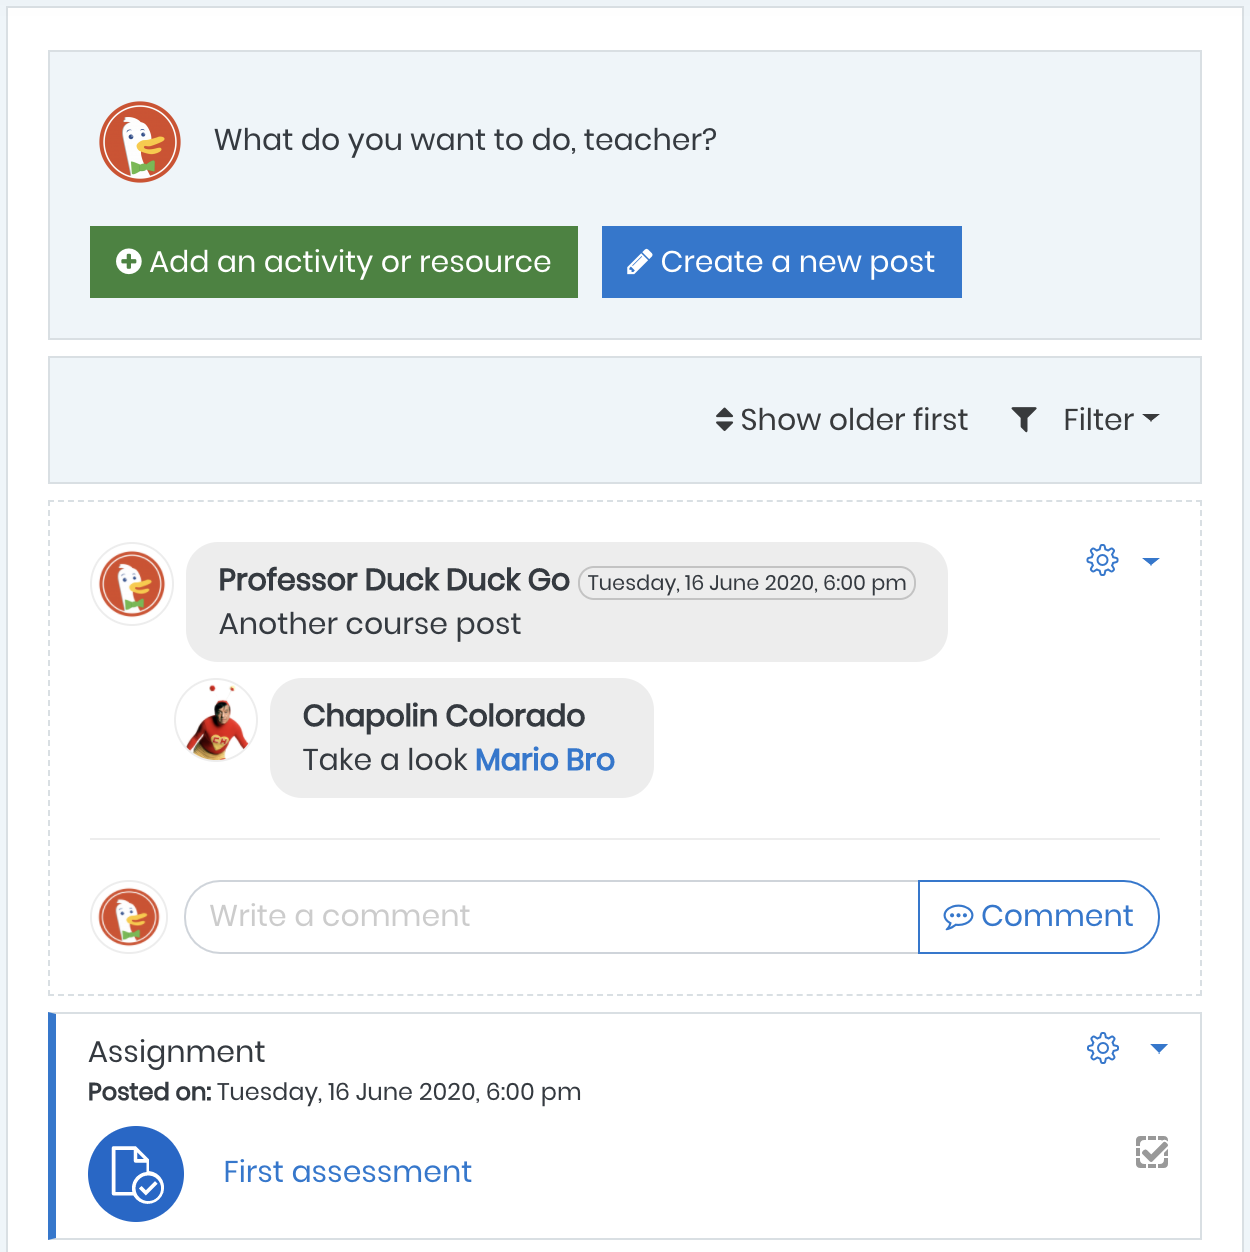 What do you want to do, teacher?
Add an activity or resource
Create a new post
Show older first
Filter
Professor Duck Duck Go Tuesday, 16 June 2020, 6:00 pm
Another course post
Chapolin Colorado
Take a look Mario Bro
Write a comment
Comment
Assignment
Posted on: Tuesday, 16 June 2020, 6:00 pm
First assessment